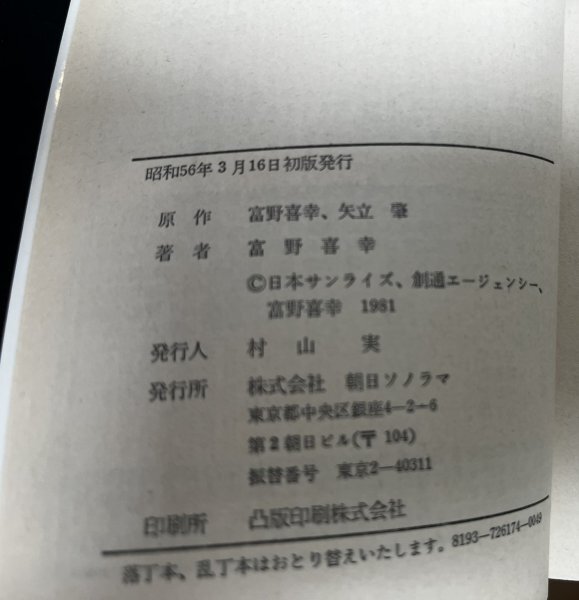 昭和56年3月16日初版発行
原作 富野喜幸、矢立 肇
著者 富野喜幸
©日本サンライズ、創通エージェンシー、
富野喜幸 1981
発行人 村山 実
発行所 株式会社 朝日ソノラマ
東京都中央区銀座4―2―6
第2朝日ビル(〒104)
振替番号 東京2―40311
印刷所 凸版印刷株式会社
落丁本、乱丁本はおとり替えいたします。8193―726174―0049